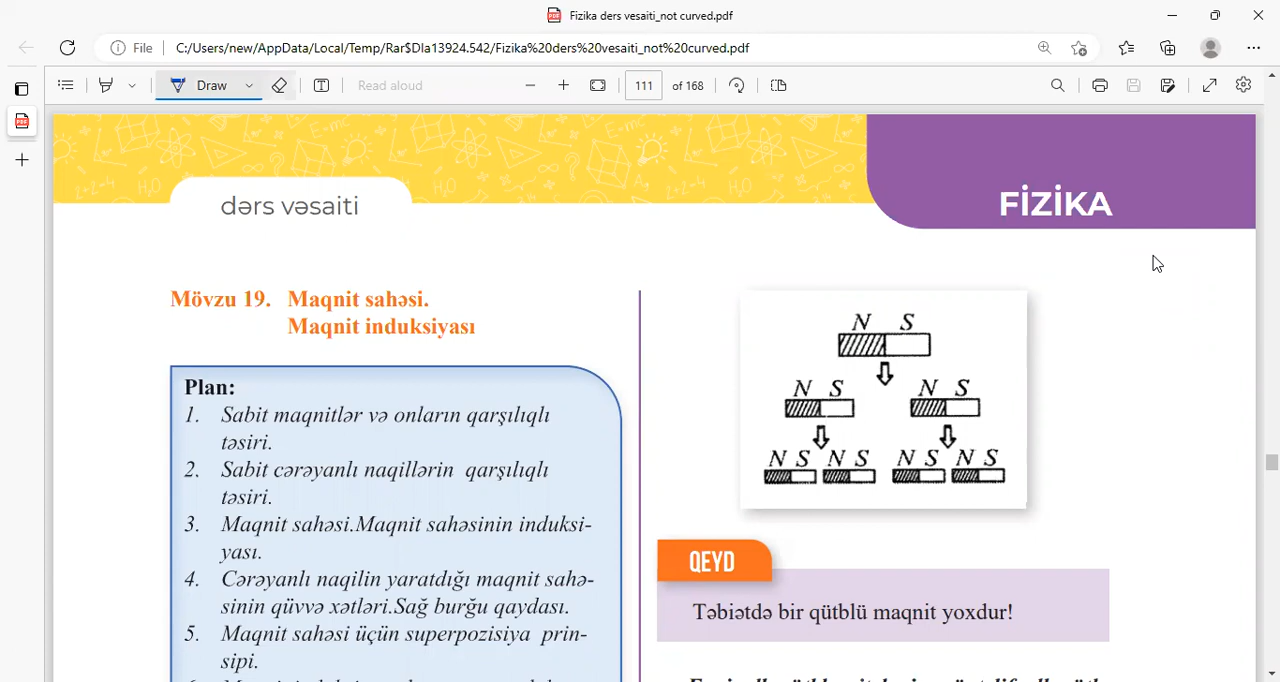 Fizika ders vesaiti_not curved.pdf
File C:/Users/new/AppData/Local/Temp/Rar$DIa13924.542/Fizika%20ders%20vesaiti_not%20curved.pdf
Draw Read aloud 111 of 168
dərs vəsaiti
FİZİKA
Mövzu 19. Maqnit sahəsi.
Maqnit induksiyası
Plan:
1. Sabit maqnitlər və onların qarşılıqlı
təsiri.
2. Sabit cərəyanlı naqillərin qarşılıqlı
təsiri.
3. Maqnit sahəsi.Maqnit sahəsinin induksi-
yası.
4. Cərəyanlı naqilin yaratdığı maqnit sahə-
sinin qüvvə xətləri.Sağ burğu qaydası.
5. Maqnit sahəsi üçün superpozisiya prin-
sipi.
N S
N S N S
N S N S N S N S
QEYD
Təbiətdə bir qütblü maqnit yoxdur!